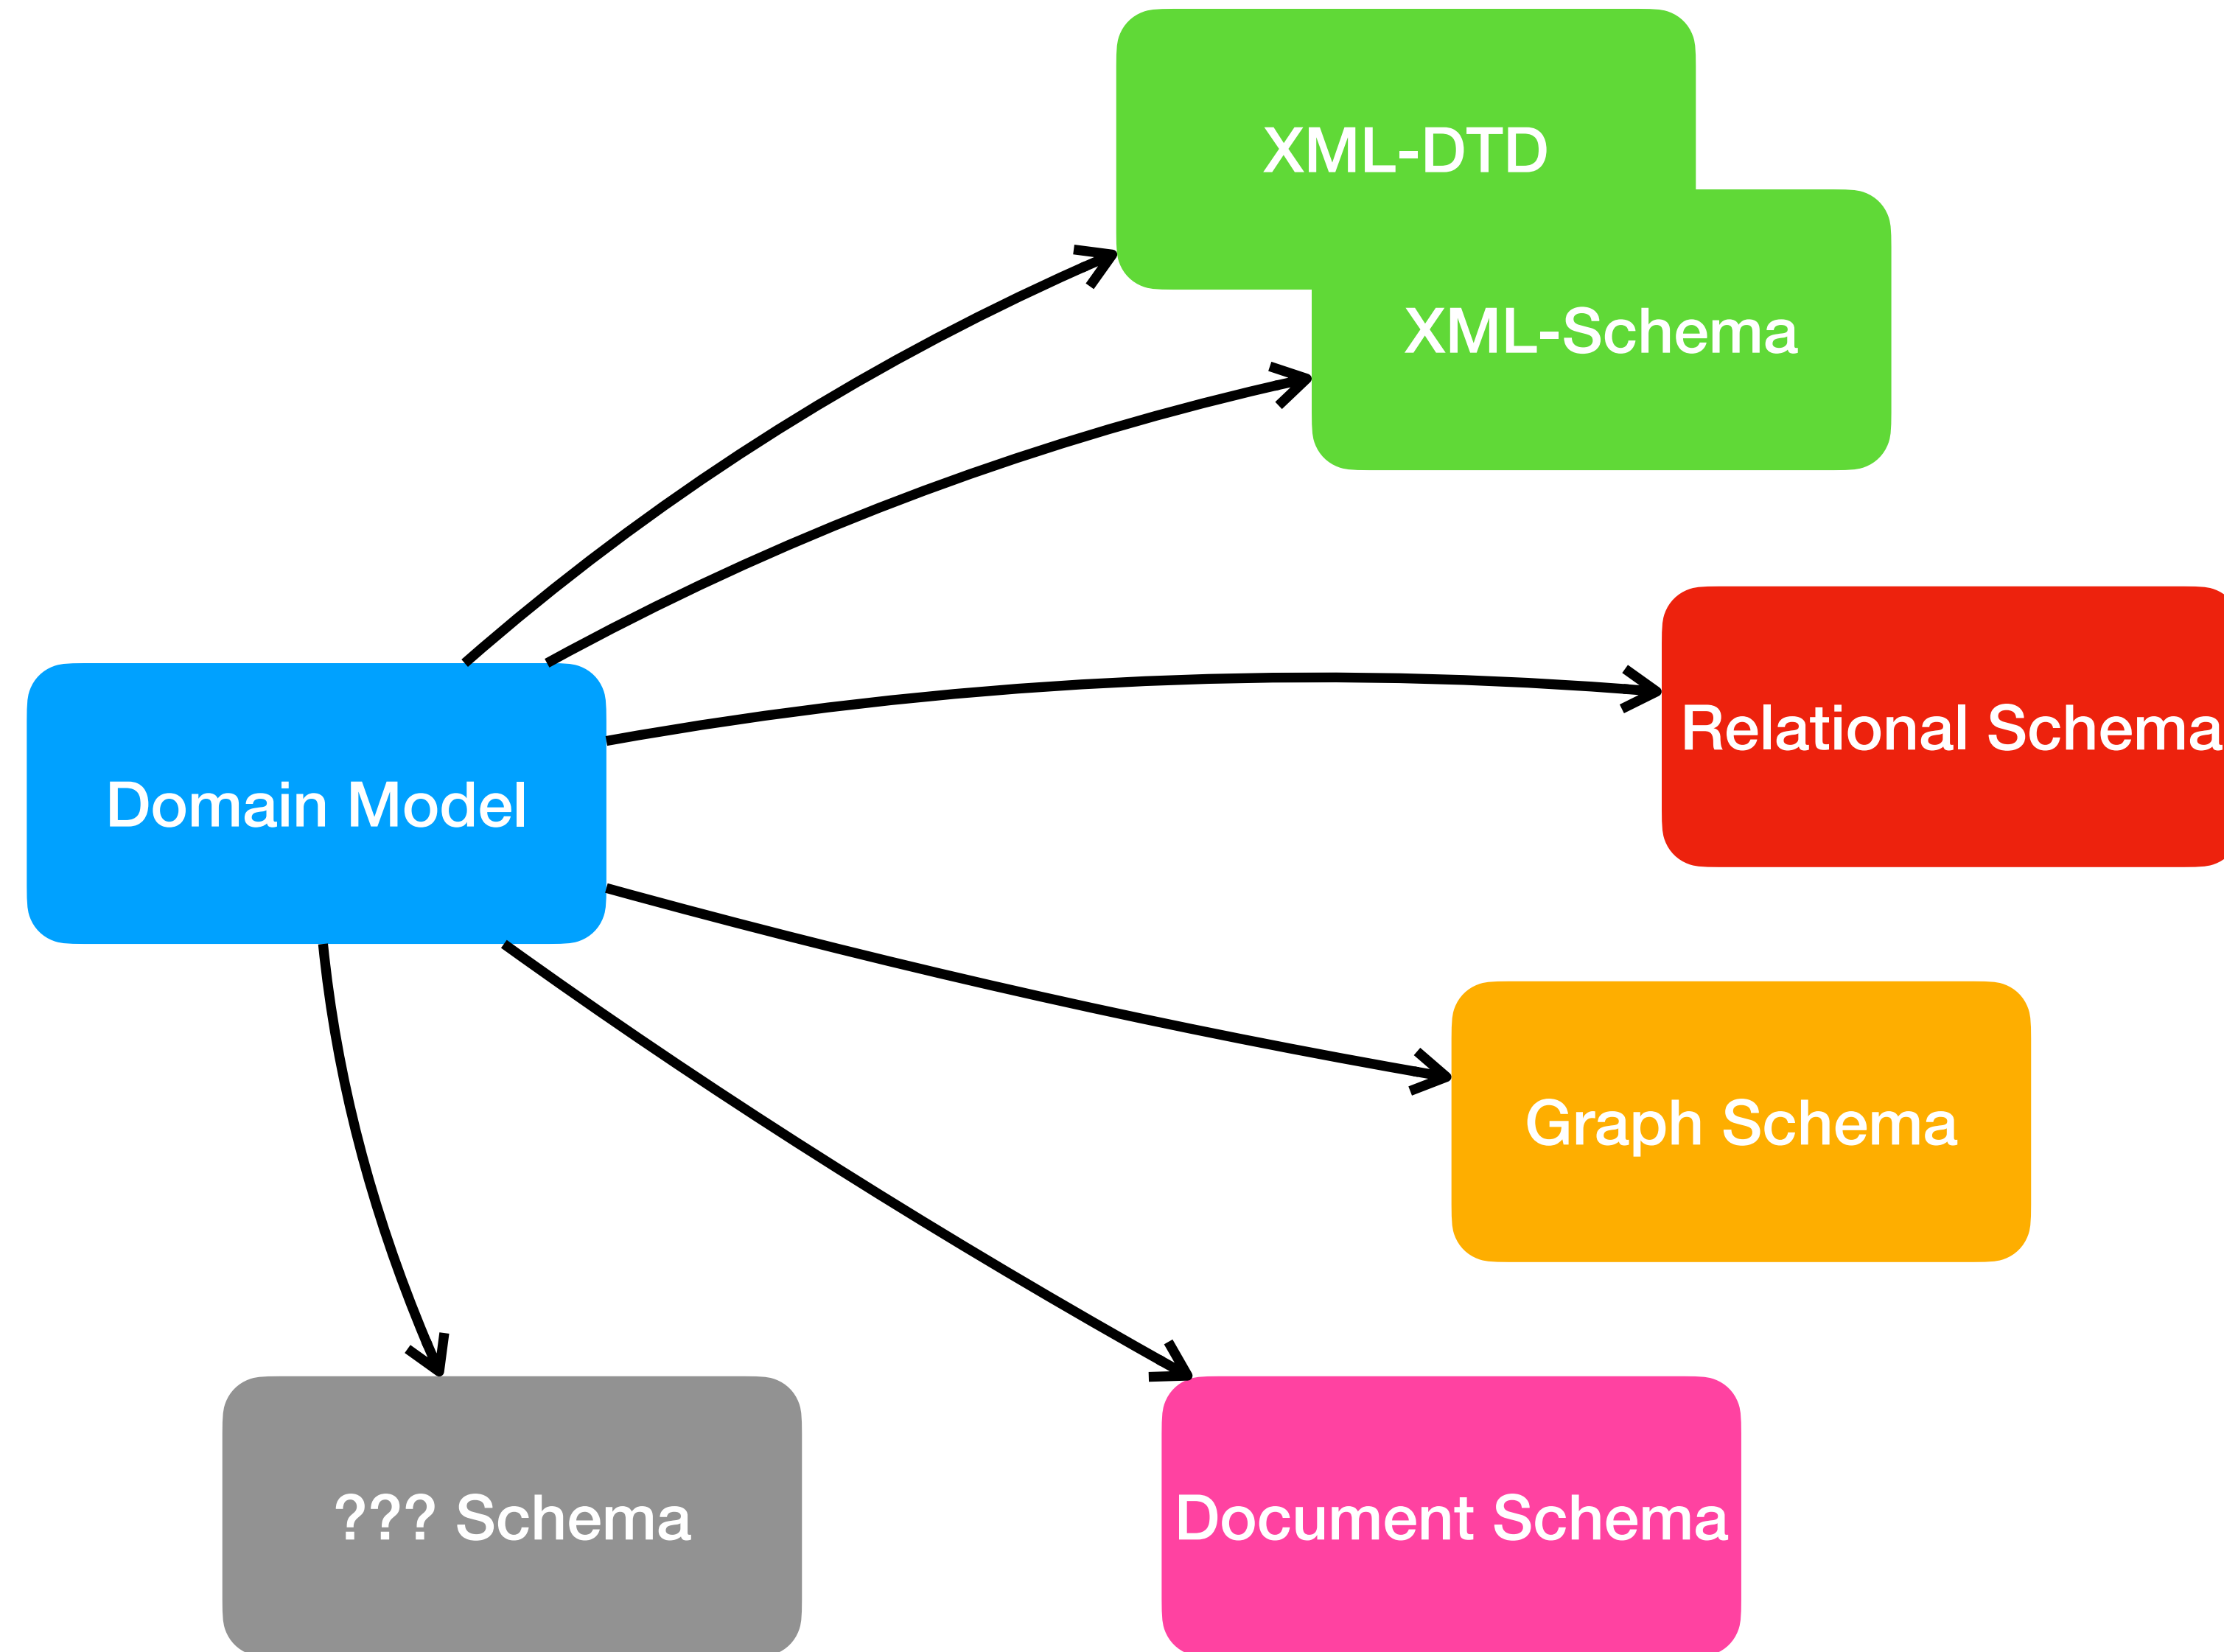 XML-DTD
XML-Schema
Relational Schema
Domain Model
Graph Schema
??? Schema
Document Schema